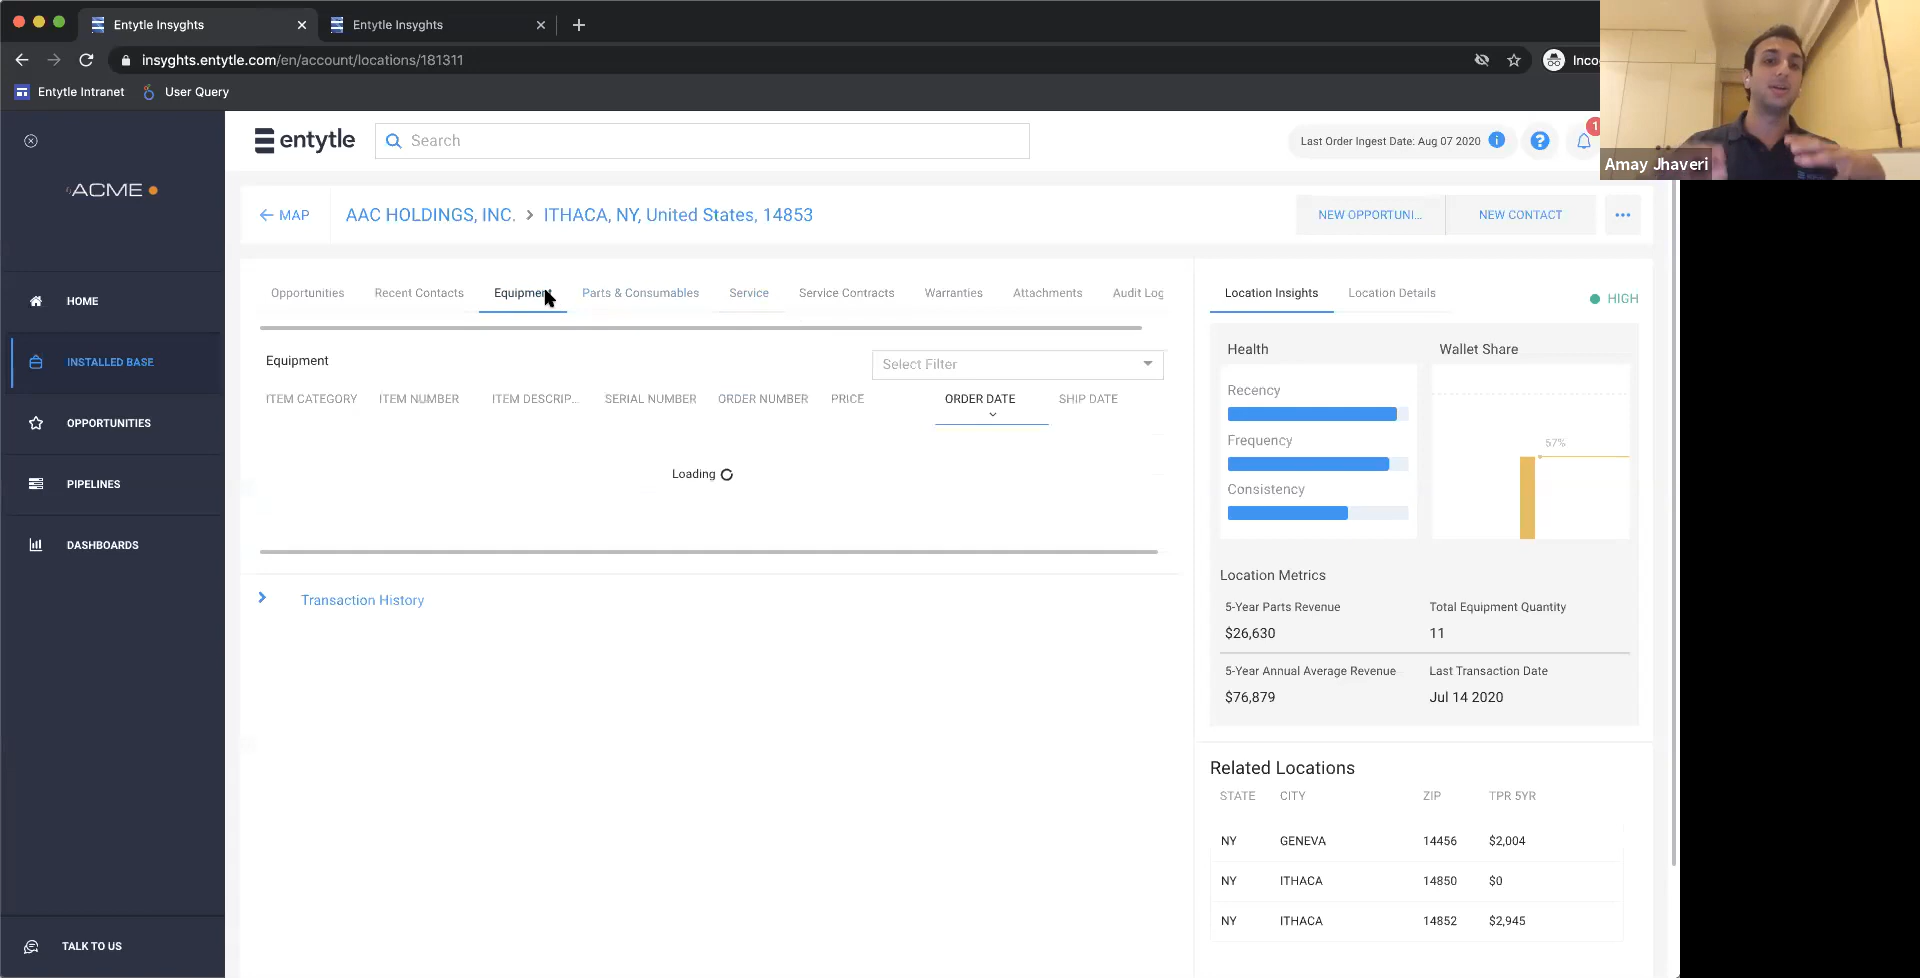 Entytle Insyghts
Entytle Insyghts
insyghts.entytle.com/en/account/locations/181311
Inco
Entytle Intranet
User Query
Amay Jhaveri
ACME
entytle
Search
Last Order Ingest Date: Aug 07 2020
i
?
1
MAP
AAC HOLDINGS, INC. > ITHACA, NY, United States, 14853
NEW OPPORTUNI...
NEW CONTACT
HOME
INSTALLED BASE
OPPORTUNITIES
PIPELINES
DASHBOARDS
TALK TO US
Opportunities
Recent Contacts
Equipment
Parts & Consumables
Service
Service Contracts
Warranties
Attachments
Audit Log
Equipment
Select Filter
ITEM CATEGORY
ITEM NUMBER
ITEM DESCRIP...
SERIAL NUMBER
ORDER NUMBER
PRICE
ORDER DATE
SHIP DATE
Loading
Transaction History
Location Insights
Location Details
HIGH
Health
Wallet Share
Recency
Frequency
Consistency
57%
Location Metrics
5-Year Parts Revenue
Total Equipment Quantity
$26,630
11
5-Year Annual Average Revenue
Last Transaction Date
$76,879
Jul 14 2020
Related Locations
STATE CITY ZIP TPR 5YR
NY GENEVA 14456 $2,004
NY ITHACA 14850 $0
NY ITHACA 14852 $2,945